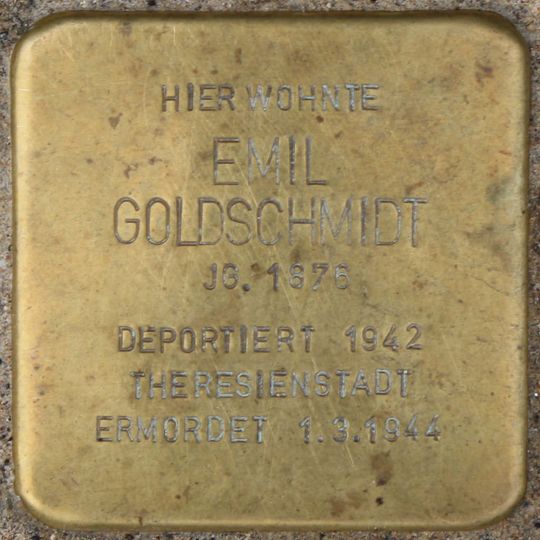 HIER WOHNTE
EMIL
GOLDSCHMIDT
JG. 1876
DEPORTIERT 1942
THERESIENSTADT
ERMORDET 1.3.1944